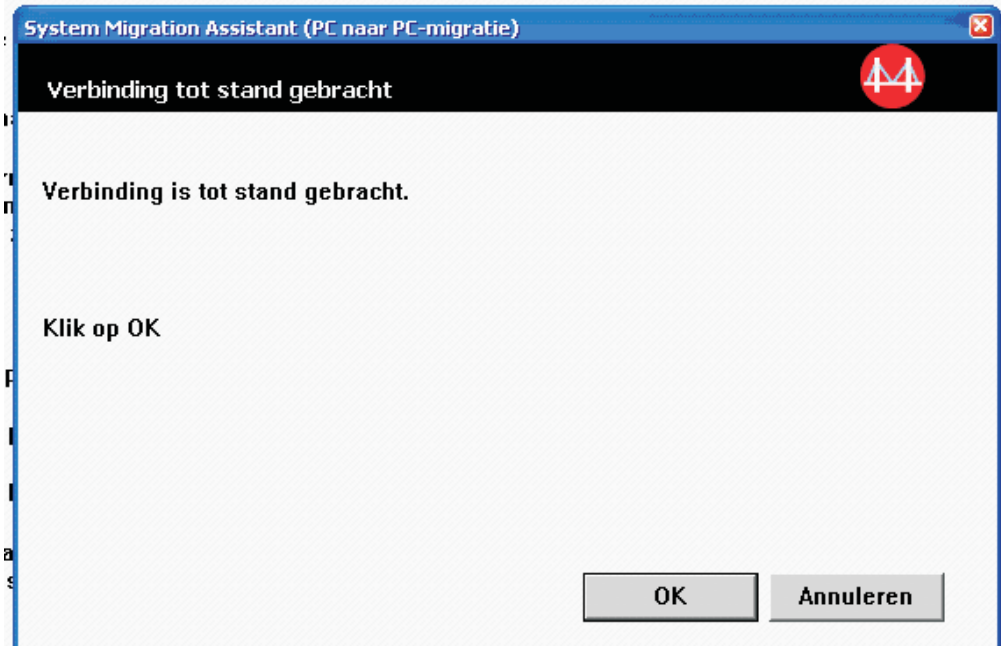 System Migration Assistant (PC naar PC-migratie)
Verbinding tot stand gebracht
Verbinding is tot stand gebracht.
Klik op OK
OK
Annuleren